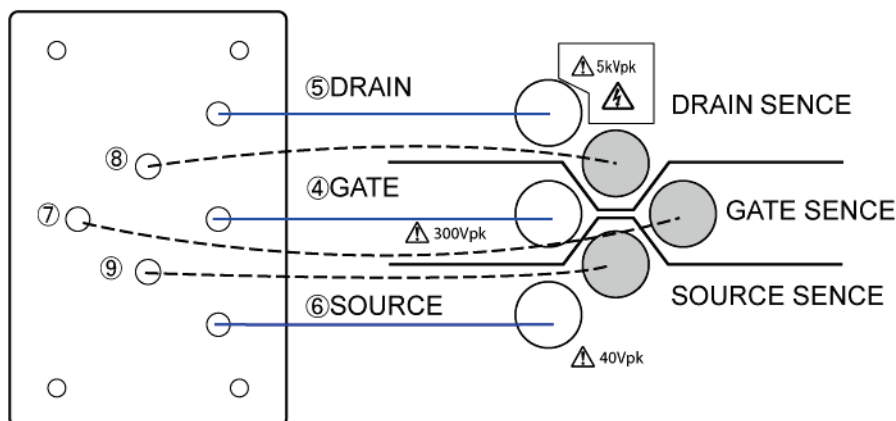 ⚠ 5kVpk
⑤DRAIN
DRAIN SENCE
⑧
④GATE
⑦
GATE SENCE
⚠ 300Vpk
⑨
SOURCE SENCE
⑥SOURCE
⚠ 40Vpk